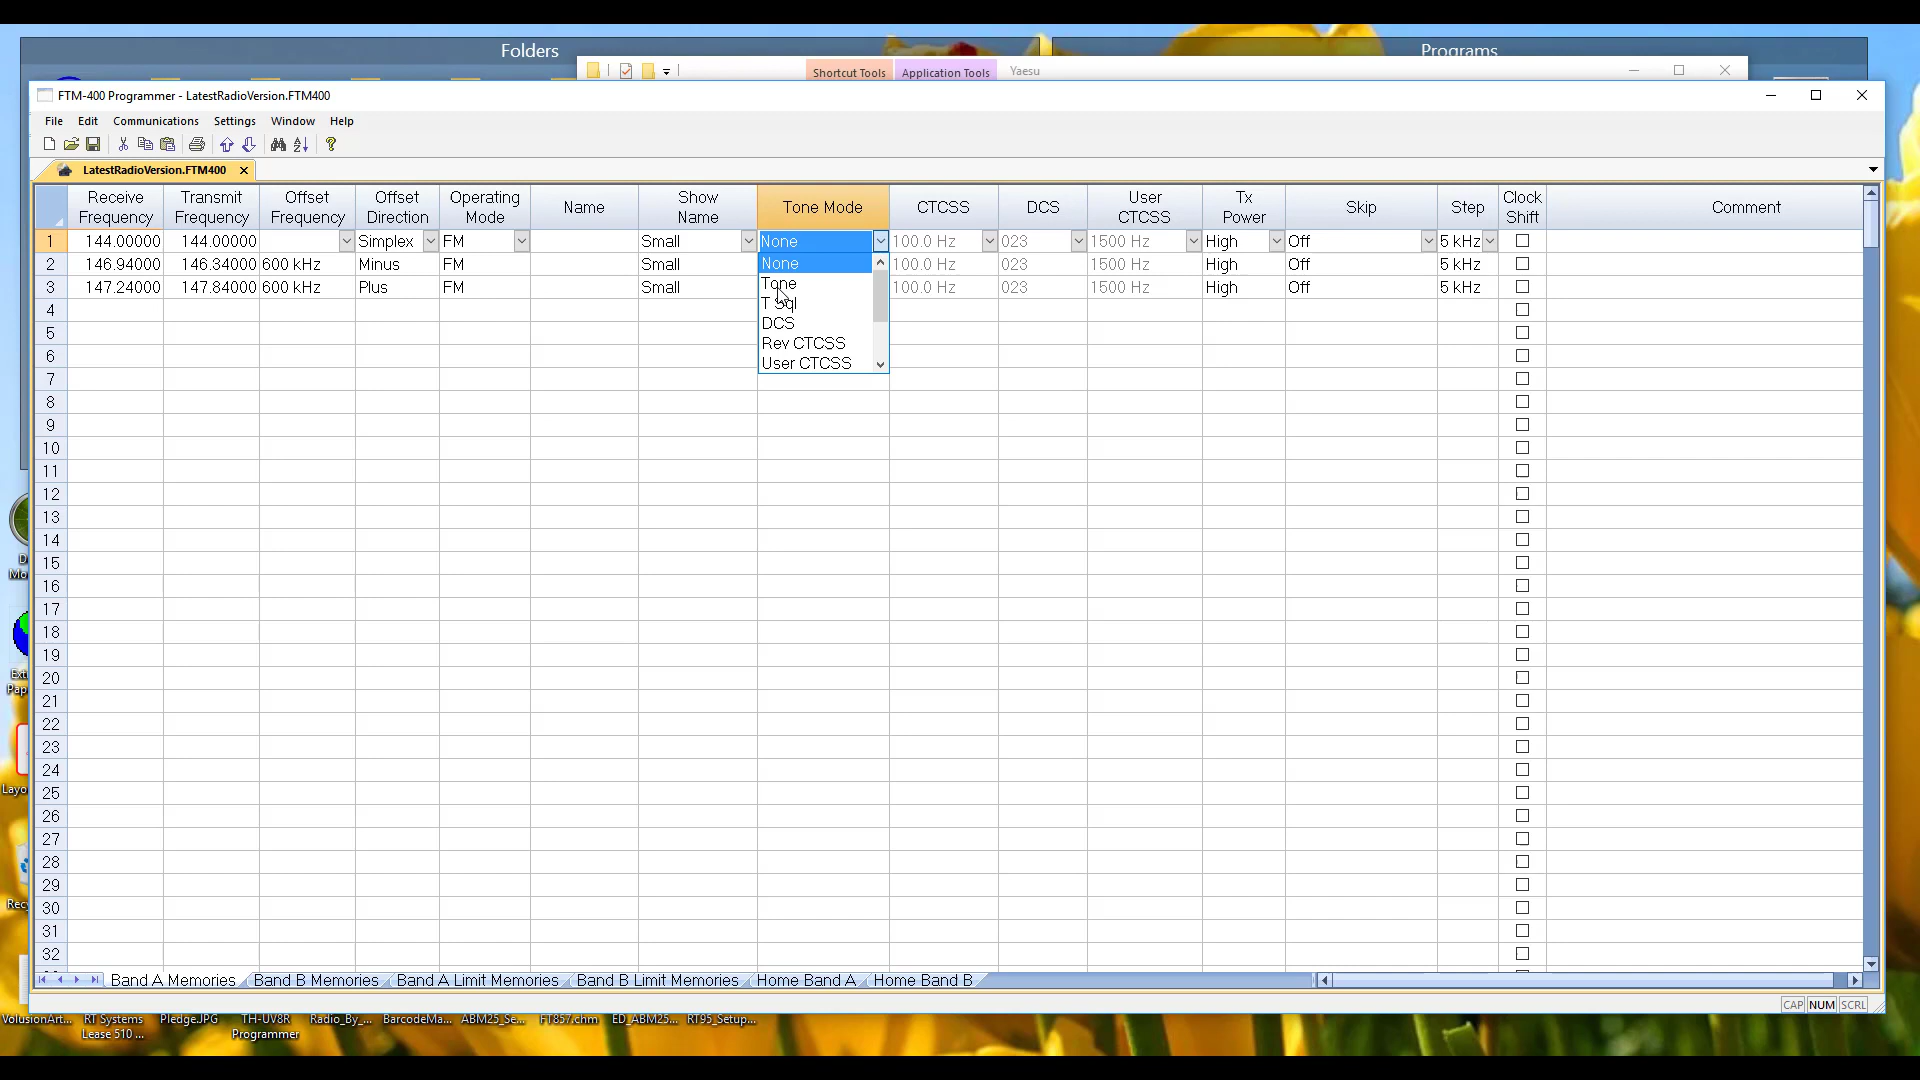 Folders
Programs
Shortcut Tools Application Tools Yaesu
FTM-400 Programmer - LatestRadioVersion.FTM400
File Edit Communications Settings Window Help
LatestRadioVersion.FTM400
Receive Frequency Transmit Frequency Offset Frequency Offset Direction Operating Mode Name Show Name Tone Mode CTCSS DCS User CTCSS Tx Power Skip Step Clock Shift Comment
1 144.00000 144.00000 Simplex FM Small None 100.0 Hz 023 1500 Hz High Off 5 kHz
2 146.94000 146.34000 600 kHz Minus FM Small None 100.0 Hz 023 1500 Hz High Off 5 kHz
3 147.24000 147.84000 600 kHz Plus FM Small Tone 100.0 Hz 023 1500 Hz High Off 5 kHz
4 T Sql
5 DCS
6 Rev CTCSS
User CTCSS
7
8
9
10
11
12
13
14
15
16
17
18
19
20
21
22
23
24
25
26
27
28
29
30
31
32
Band A Memories Band B Memories Band A Limit Memories Band B Limit Memories Home Band A Home Band B
CAP NUM SCRL
VolusionArt... RT Systems Pledge.JPG TH-UV8R Radio_By_... BarcodeMa... ABM25_Se... FT857.chm ED_ABM25... RT95_Setup...
Lease 510 ... Programmer